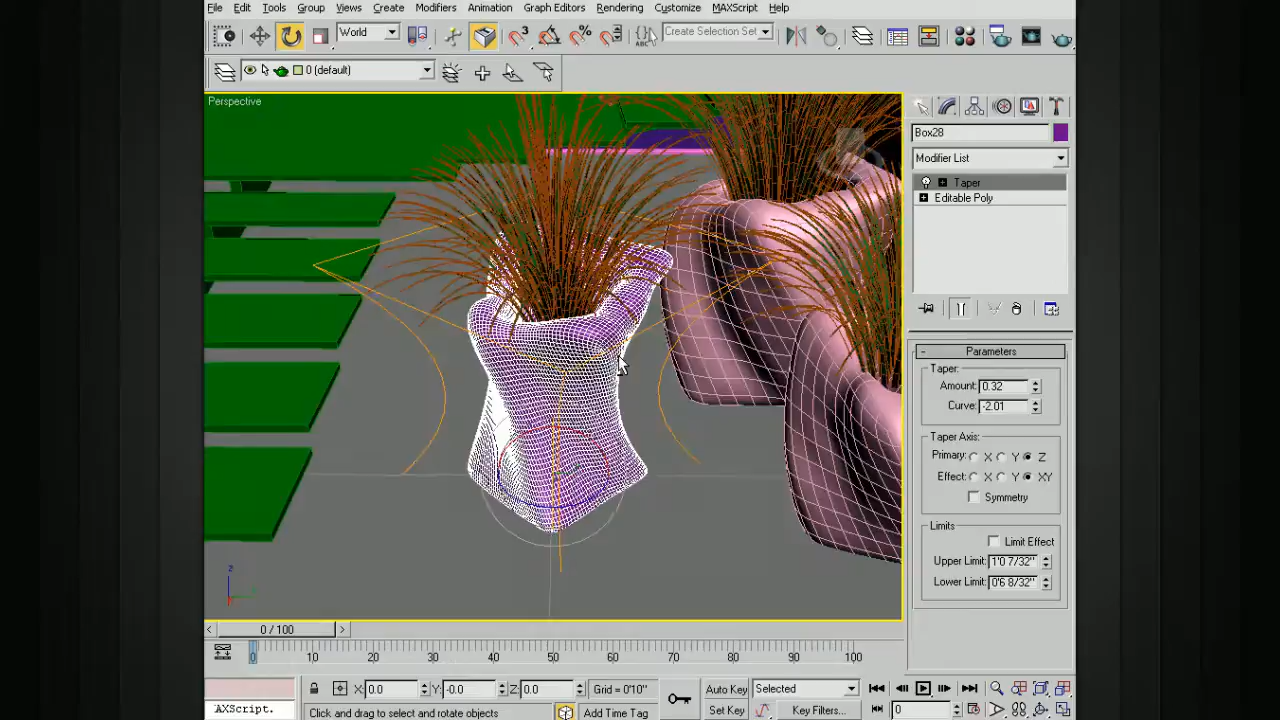 File Edit Tools Group Views Create Modifiers Animation Graph Editors Rendering Customize MAXScript Help
World
Create Selection Set
0 (default)
Perspective
Box28
Modifier List
Taper
Editable Poly
Parameters
Taper:
Amount: 0.32
Curve: -2.01
Taper Axis:
Primary: X Y Z
Effect: X Y XY
Symmetry
Limits
Limit Effect
Upper Limit: 1'0 7/32"
Lower Limit: 0'6 8/32"
z
0 / 100
0 10 20 30 40 50 60 70 80 90 100
X: 0.0 Y: -0.0 Z: 0.0 Grid = 0'10" Auto Key Selected
AXScript. Click and drag to select and rotate objects Add Time Tag Set Key Key Filters... 0